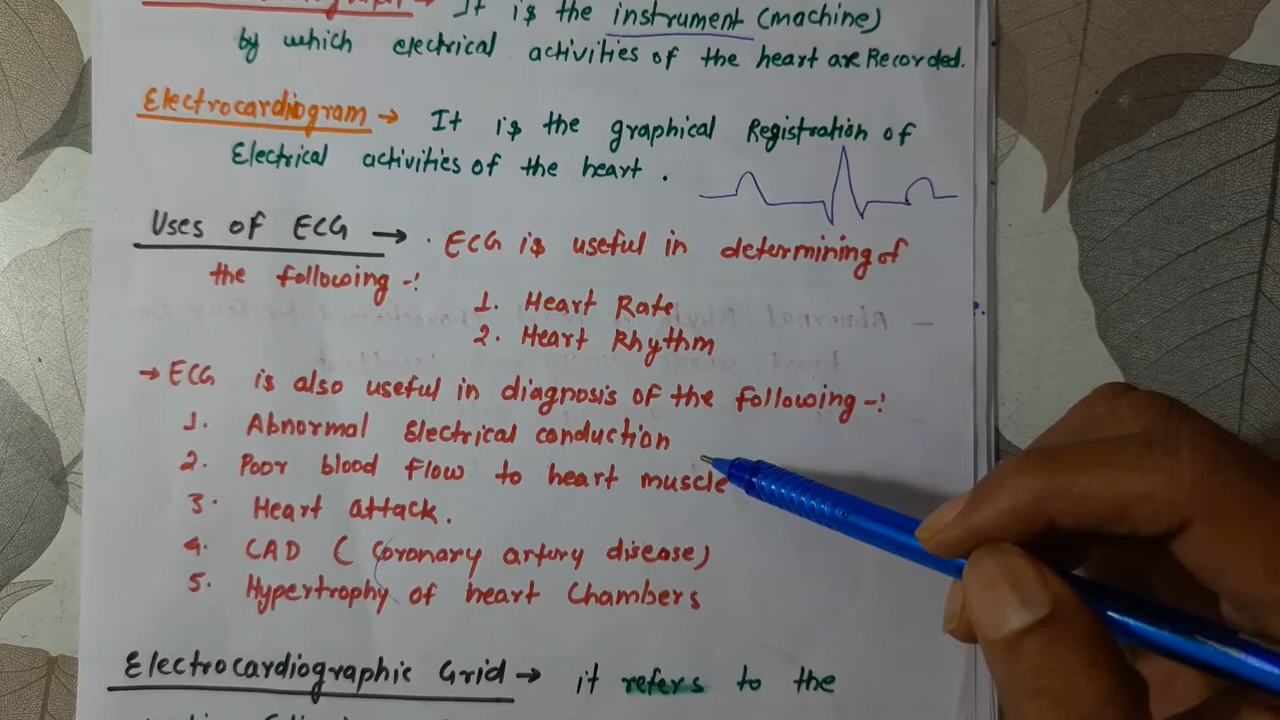 → It is the instrument (machine)
by which electrical activities of the heart are Recorded.
Electrocardiogram → It is the graphical Registration of
Electrical activities of the heart.
Uses of ECG → . ECG is useful in determining of
the following -:
1. Heart Rate
2. Heart Rhythm
→ ECG is also useful in diagnosis of the following -:
1. Abnormal Electrical conduction
2. Poor blood flow to heart muscle
3. Heart attack.
4. CAD ( Coronary artery disease)
5. Hypertrophy of heart Chambers
Electrocardiographic Grid → it refers to the